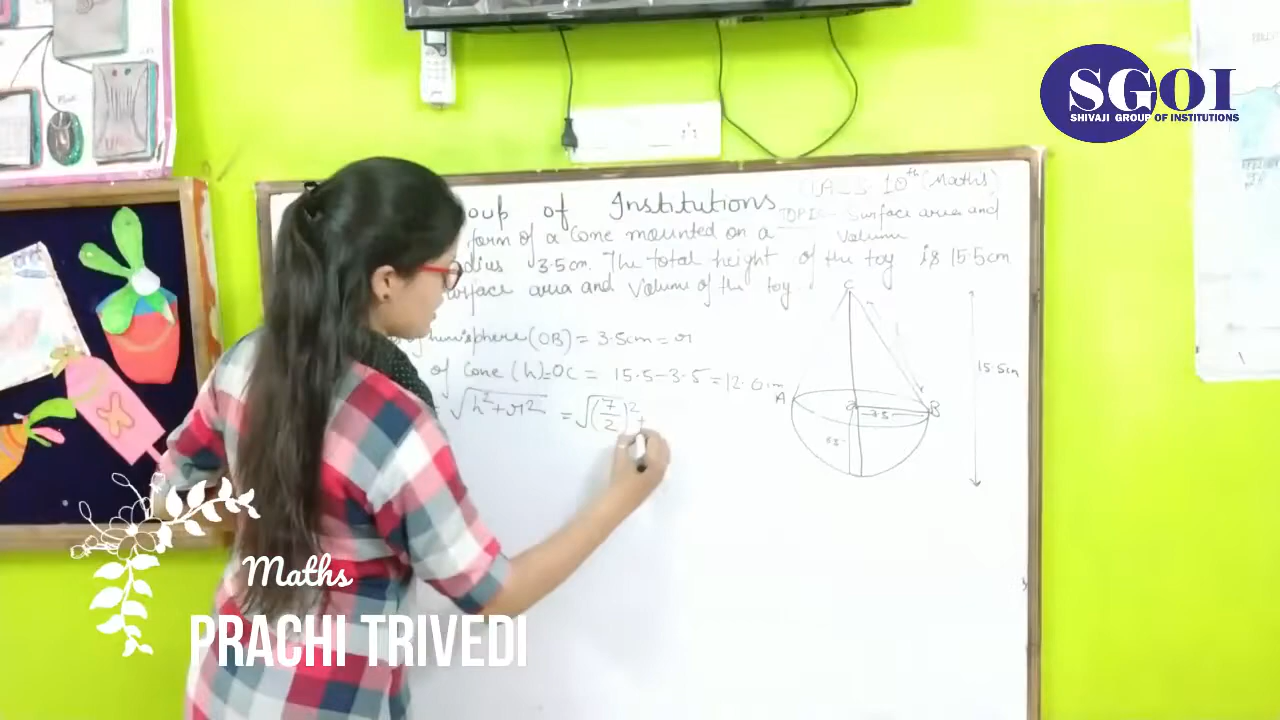 SGOI
SHIVAJI GROUP OF INSTITUTIONS
10th (Maths)
oup of Institutions
TOPIC - Surface area and
Volume
form of a Cone mounted on a
adius 3.5cm. The total height of the toy is 15.5cm
urface area and Volume of the toy
hemisphere (OB) = 3.5cm = r
of Cone (h) = OC = 15.5 - 3.5 = 12.0cm
√h²+r² = √(7/2)² +
C
l
15.5cm
A
B
Maths
PRACHI TRIVEDI